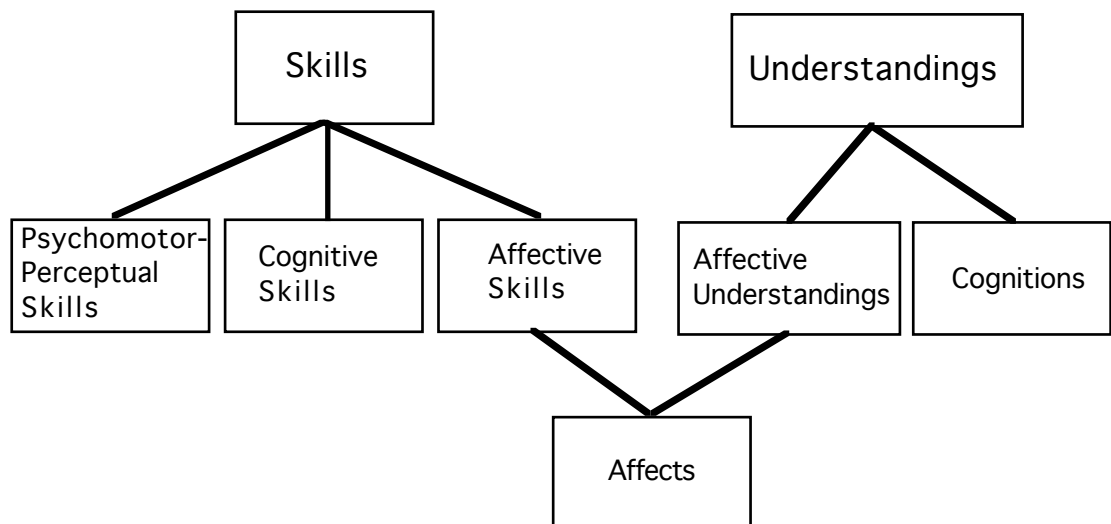 Skills
Understandings
Psychomotor-
Perceptual
Skills
Cognitive
Skills
Affective
Skills
Affective
Understandings
Cognitions
Affects